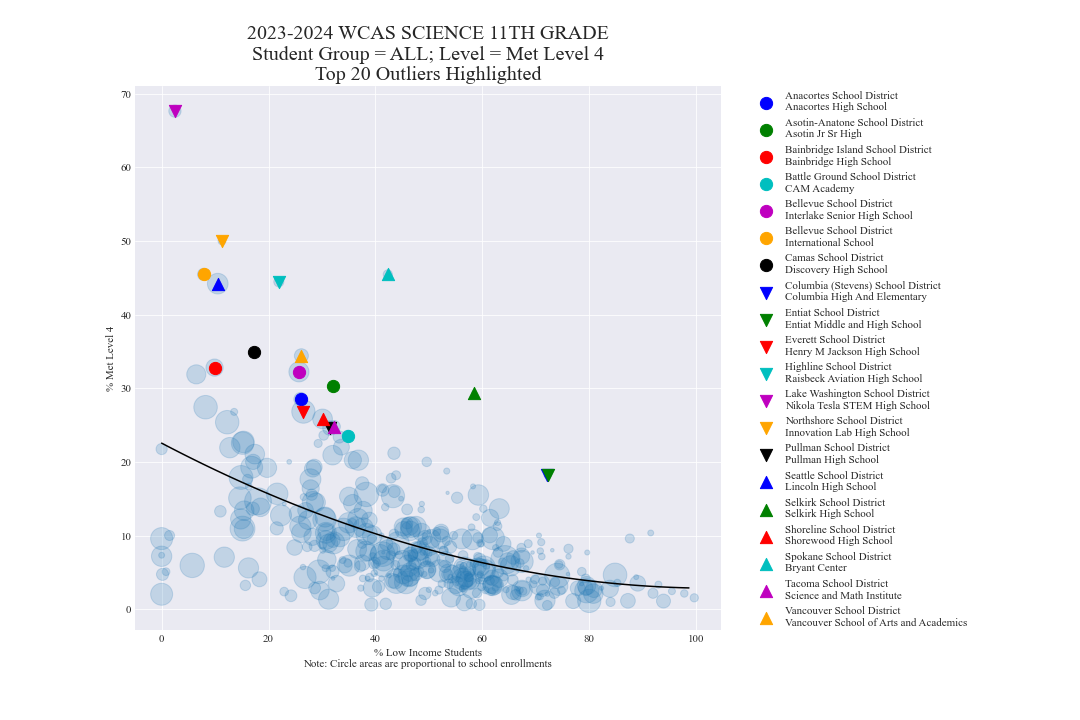 2023-2024 WCAS SCIENCE 11TH GRADE
Student Group = ALL; Level = Met Level 4
Top 20 Outliers Highlighted
70
60
50
40
30
20
10
0
% Met Level 4
0
20
40
60
80
100
% Low Income Students
Note: Circle areas are proportional to school enrollments
Anacortes School District
Anacortes High School
Asotin-Anatone School District
Asotin Jr Sr High
Bainbridge Island School District
Bainbridge High School
Battle Ground School District
CAM Academy
Bellevue School District
Interlake Senior High School
Bellevue School District
International School
Camas School District
Discovery High School
Columbia (Stevens) School District
Columbia High And Elementary
Entiat School District
Entiat Middle and High School
Everett School District
Henry M Jackson High School
Highline School District
Raisbeck Aviation High School
Lake Washington School District
Nikola Tesla STEM High School
Northshore School District
Innovation Lab High School
Pullman School District
Pullman High School
Seattle School District
Lincoln High School
Selkirk School District
Selkirk High School
Shoreline School District
Shorewood High School
Spokane School District
Bryant Center
Tacoma School District
Science and Math Institute
Vancouver School District
Vancouver School of Arts and Academics